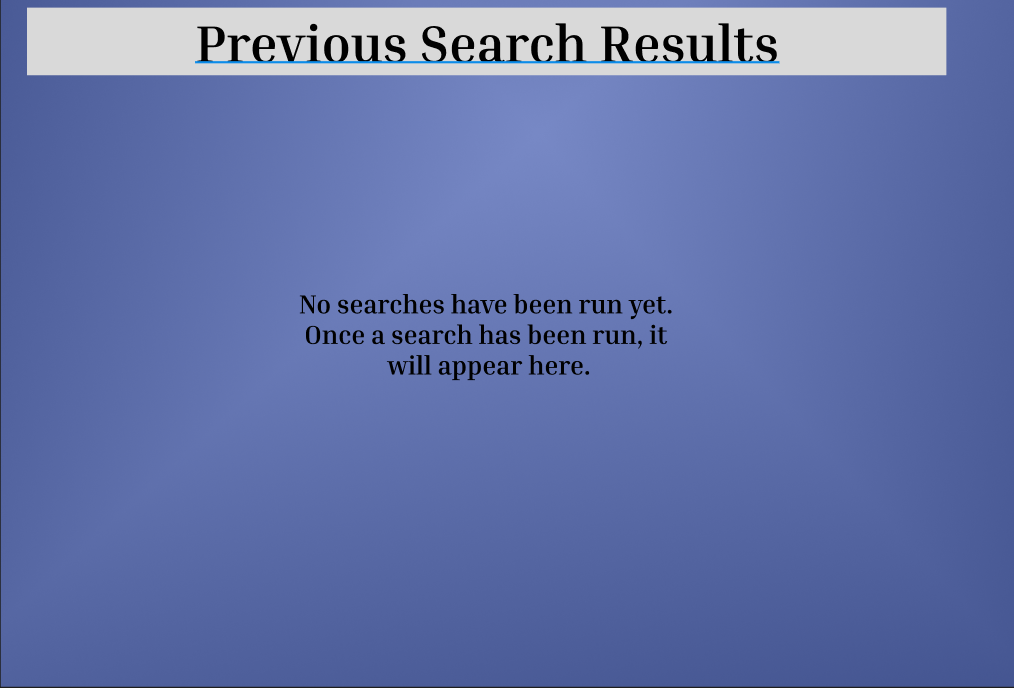 Previous Search Results
No searches have been run yet.
Once a search has been run, it
will appear here.